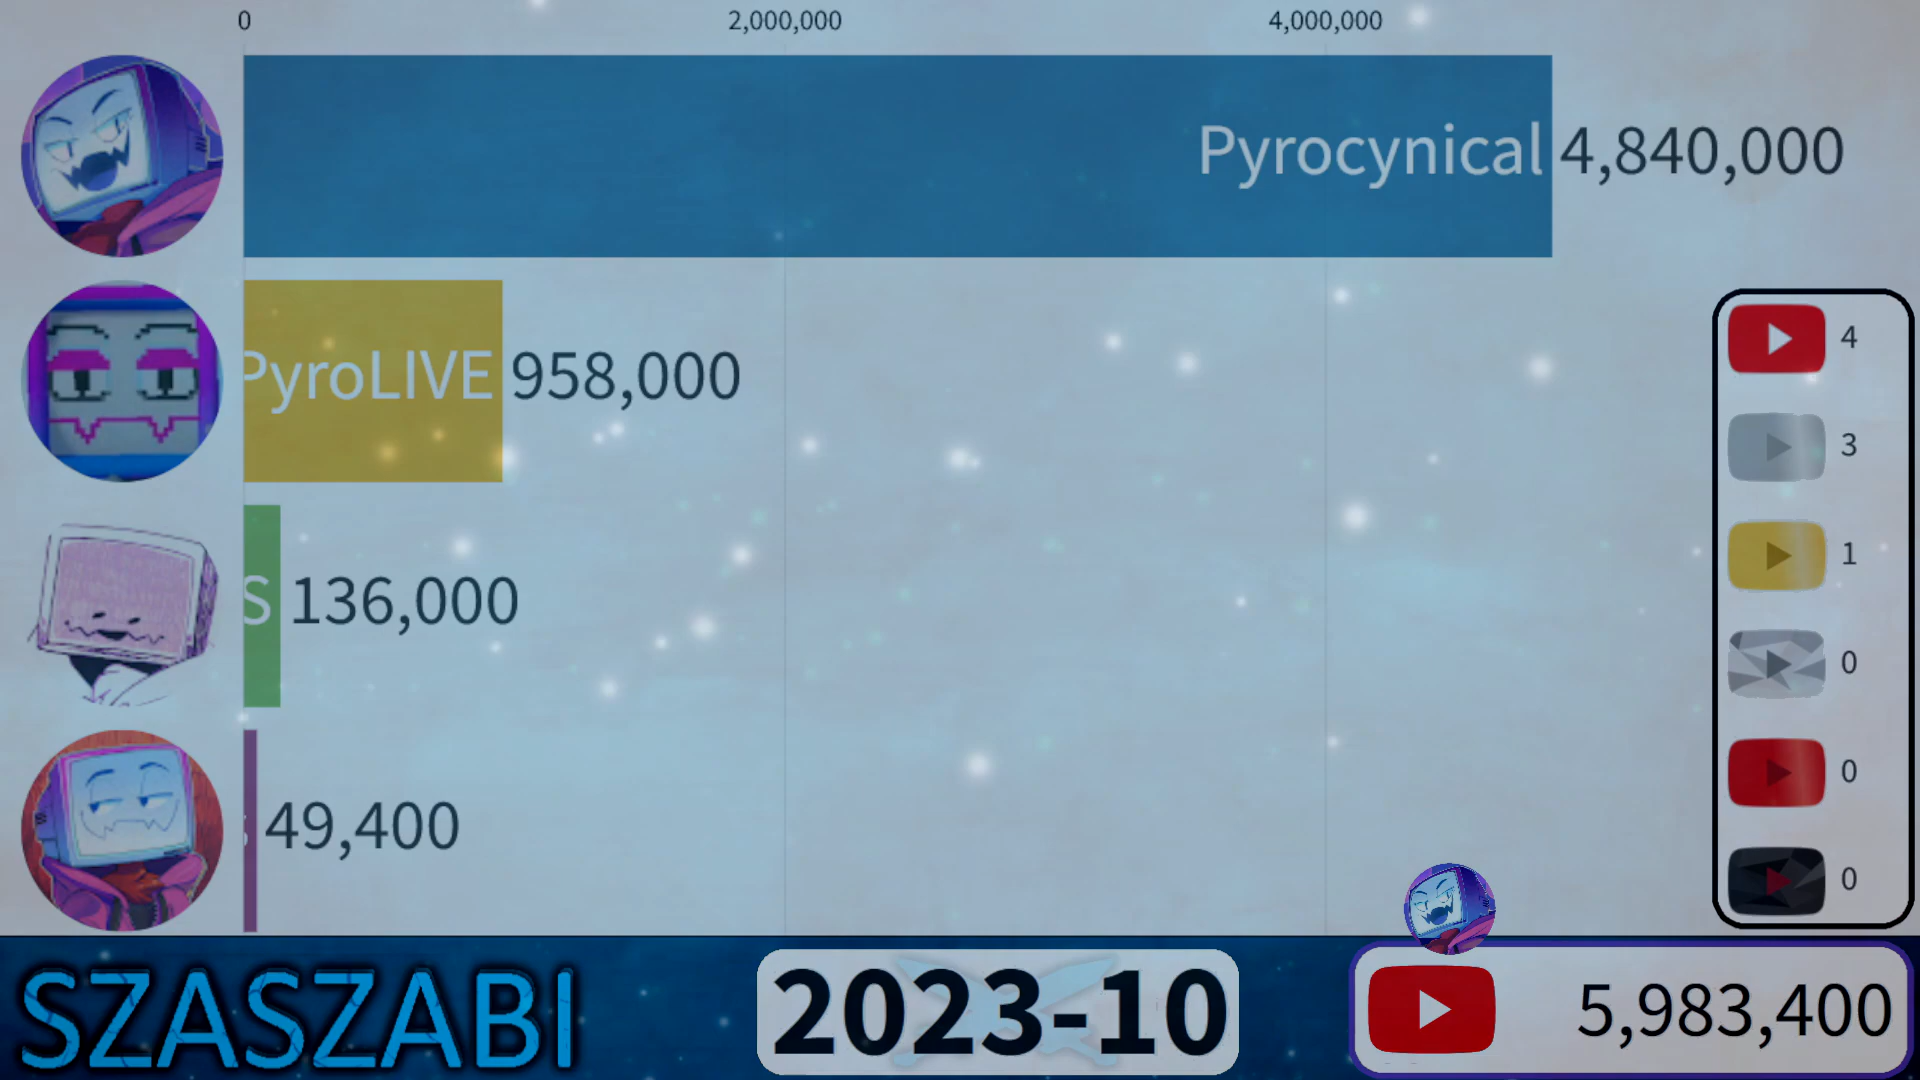 0 2,000,000 4,000,000
Pyrocynical 4,840,000
PyroLIVE 958,000
S 136,000
49,400
4
3
1
0
0
0
SZASZABI 2023-10 5,983,400